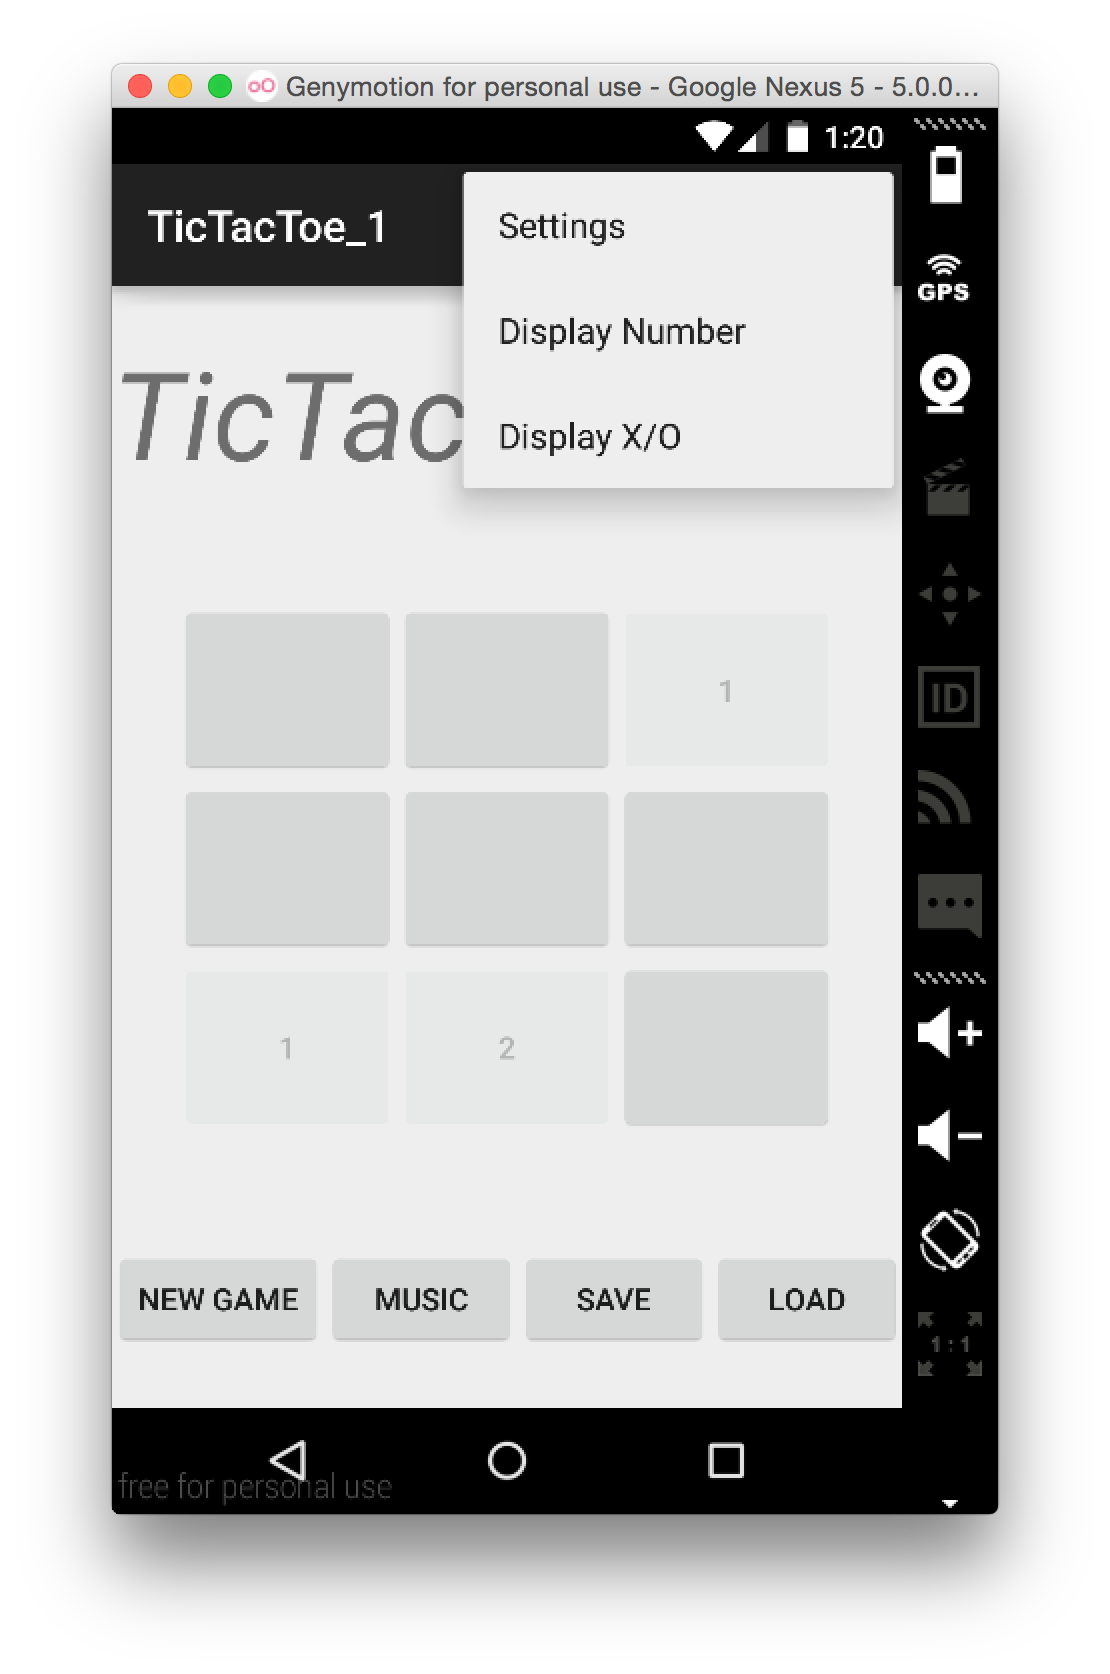 Genymotion for personal use - Google Nexus 5 - 5.0.0...
1:20
TicTacToe_1
Settings
GPS
Display Number
TicTac
Display X/O
1
ID
1 2
NEW GAME MUSIC SAVE LOAD
1 : 1
free for personal use